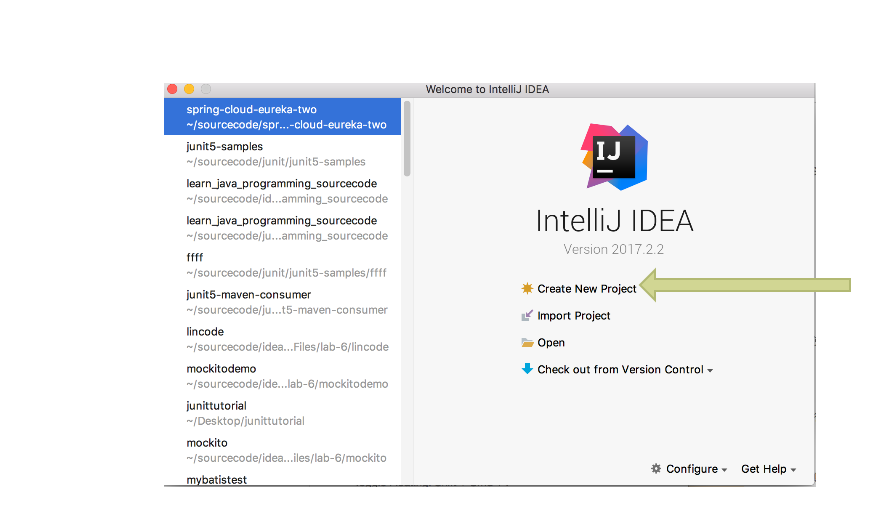 Welcome to IntelliJ IDEA
spring-cloud-eureka-two
~/sourcecode/spr...-cloud-eureka-two
junit5-samples
~/sourcecode/junit/junit5-samples
learn_java_programming_sourcecode
~/sourcecode/id...amming_sourcecode
learn_java_programming_sourcecode
~/sourcecode/ju...amming_sourcecode
ffff
~/sourcecode/junit/junit5-samples/ffff
junit5-maven-consumer
~/sourcecode/ju...t5-maven-consumer
lincode
~/sourcecode/idea...Files/lab-6/lincode
mockitodemo
~/sourcecode/ide...lab-6/mockitodemo
junittutorial
~/Desktop/junittutorial
mockito
~/sourcecode/idea...iles/lab-6/mockito
mybatistest
IJ
IntelliJ IDEA
Version 2017.2.2
Create New Project
Import Project
Open
Check out from Version Control
Configure
Get Help